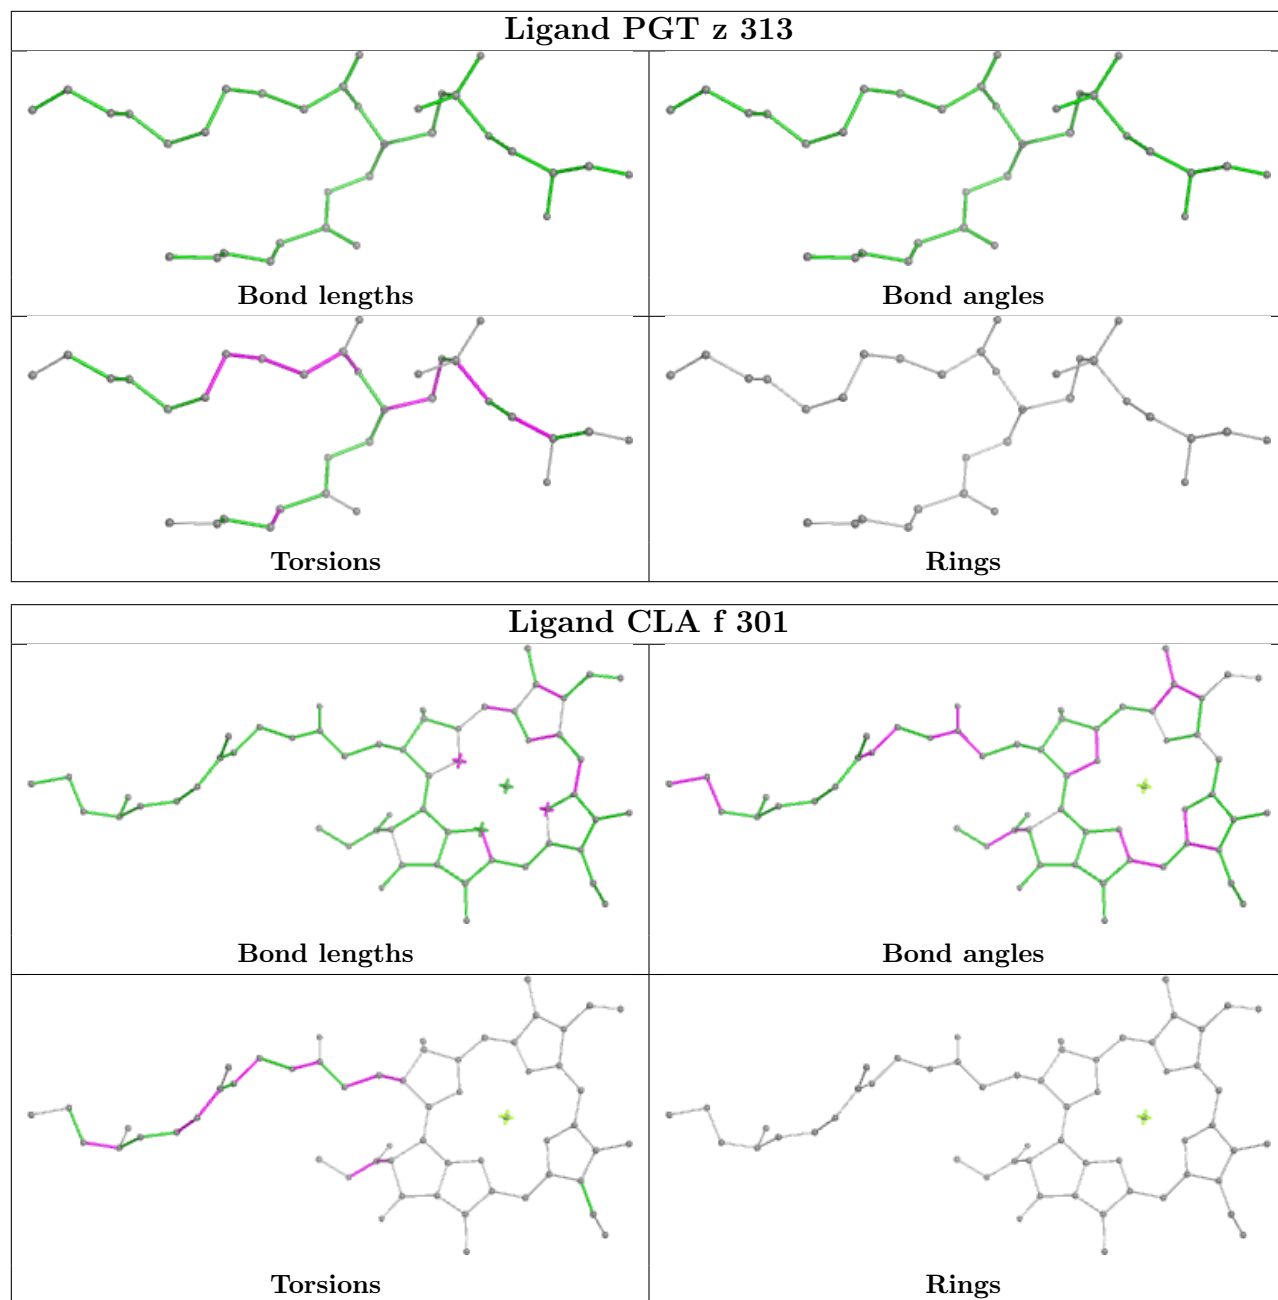 Ligand PGT z 313
Bond lengths
Bond angles
Torsions
Rings
Ligand CLA f 301
Bond lengths
Bond angles
Torsions
Rings